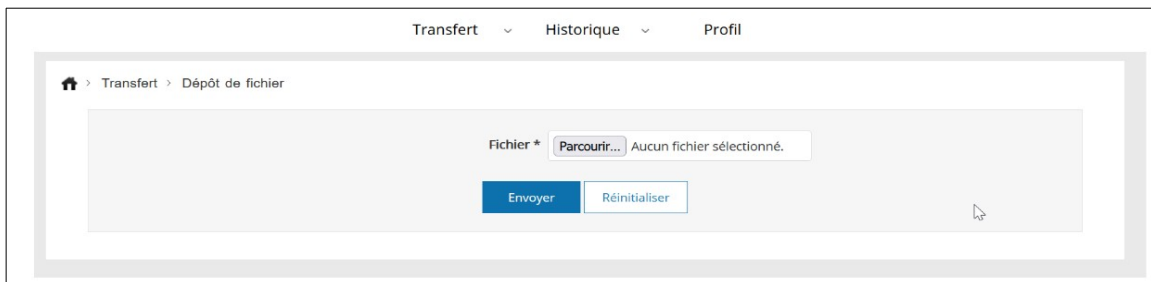 Transfert Historique Profil
Transfert > Dépôt de fichier
Fichier * Parcourir... Aucun fichier sélectionné.
Envoyer Réinitialiser